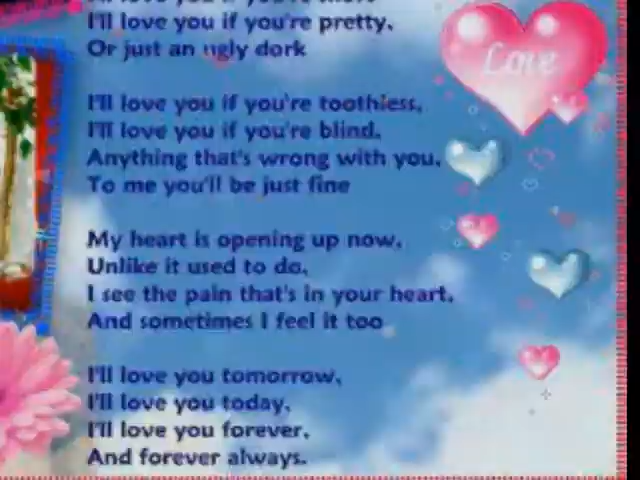 I'll love you if you're pretty,
Or just an ugly dork
Love
I'll love you if you're toothless,
I'll love you if you're blind,
Anything that's wrong with you,
To me you'll be just fine
My heart is opening up now,
Unlike it used to do,
I see the pain that's in your heart,
And sometimes I feel it too
I'll love you tomorrow,
I'll love you today,
I'll love you forever,
And forever always.